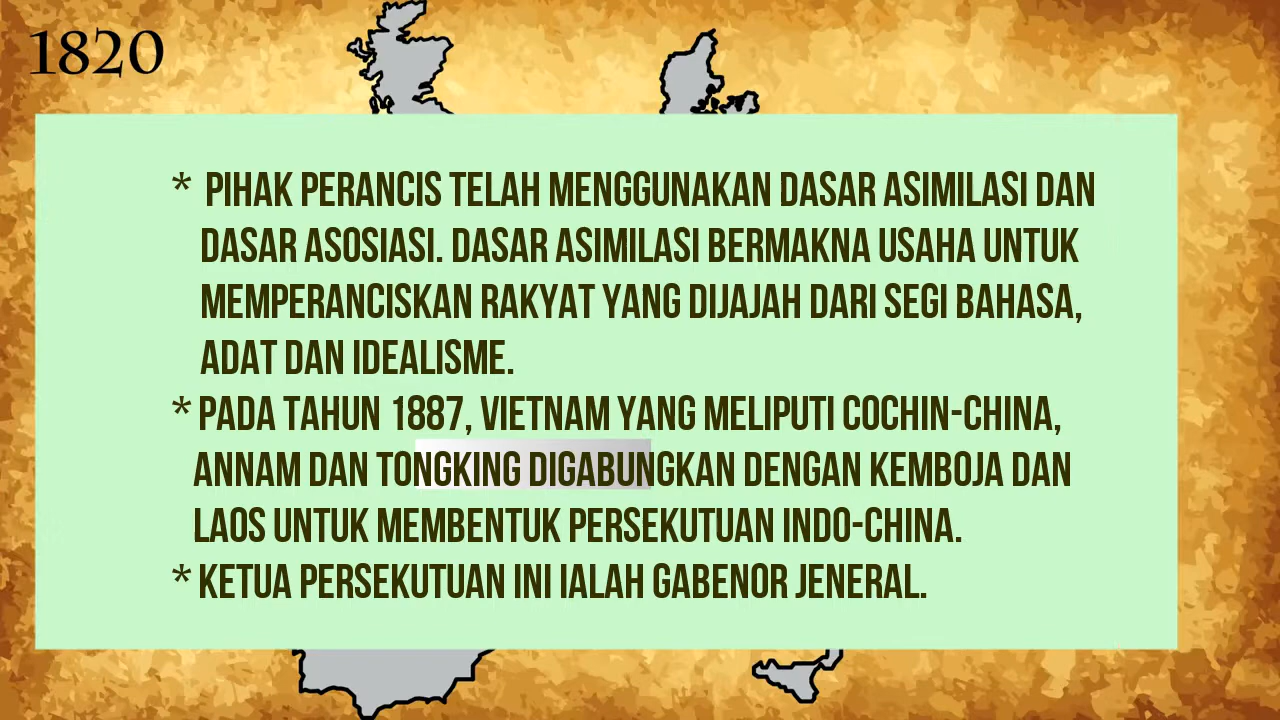 1820
* PIHAK PERANCIS TELAH MENGGUNAKAN DASAR ASIMILASI DAN
DASAR ASOSIASI. DASAR ASIMILASI BERMAKNA USAHA UNTUK
MEMPERANCISKAN RAKYAT YANG DIJAJAH DARI SEGI BAHASA,
ADAT DAN IDEALISME.
* PADA TAHUN 1887, VIETNAM YANG MELIPUTI COCHIN-CHINA,
ANNAM DAN TONGKING DIGABUNGKAN DENGAN KEMBOJA DAN
LAOS UNTUK MEMBENTUK PERSEKUTUAN INDO-CHINA.
* KETUA PERSEKUTUAN INI IALAH GABENOR JENERAL.